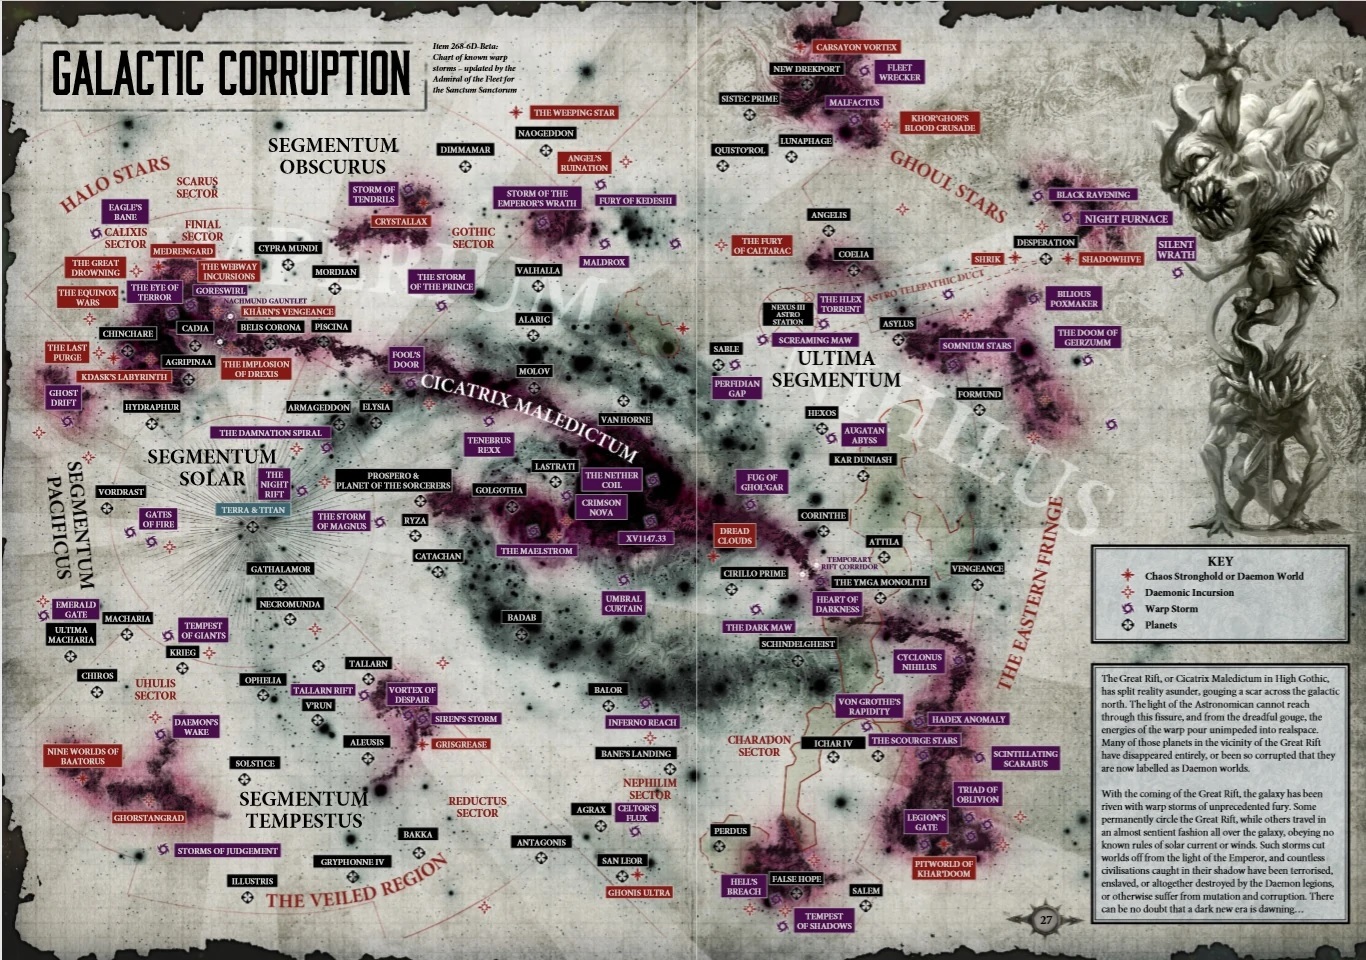 GALACTIC CORRUPTION
Item 268-6D-Beta:
Chart of known warp
storms – updated by the
Admiral of the Fleet for
the Sanctum Sanctorum
CARSAYON VORTEX
NEW DREKPORT
FLEET
WRECKER
SISTEC PRIME
MALFACTUS
KHOR'GHOR'S
BLOOD CRUSADE
LUNAPHAGE
QUISTO'ROL
GHOUL STARS
THE WEEPING STAR
NAOGEDDON
DIMMAMAR
ANGEL'S
RUINATION
SEGMENTUM
OBSCURUS
HALO STARS
SCARUS
SECTOR
STORM OF
TENDRILS
STORM OF THE
EMPEROR'S WRATH
FURY OF KEDESHI
BLACK RAVENING
EAGLE'S
BANE
CRYSTALLAX
ANGELIS
NIGHT FURNACE
CALIXIS
SECTOR
FINIAL
SECTOR
GOTHIC
SECTOR
THE FURY
OF CALTARAC
DESPERATION
SILENT
WRATH
MEDRENGARD
CYPRA MUNDI
MALDROX
COELIA
SHRIK
SHADOWHIVE
THE GREAT
DROWNING
THE WEBWAY
INCURSIONS
MORDIAN
THE STORM
OF THE PRINCE
VALHALLA
ASTRO TELEPATHIC DUCT
THE EQUINOX
WARS
THE EYE OF
TERROR
GORESWIRL
NACHMUND GAUNTLET
KHÂRN'S VENGEANCE
NEXUS III
ASTRO
STATION
THE HLEX
TORRENT
BILIOUS
POXMAKER
CHINCHARE
CADIA
BELIS CORONA
PISCINA
ALARIC
ASYLUS
SCREAMING MAW
SOMNIUM STARS
THE DOOM OF
GEIRZUMM
THE LAST
PURGE
AGRIPINAA
THE IMPLOSION
OF DREXIS
FOOL'S
DOOR
SABLE
ULTIMA
SEGMENTUM
KDASK'S LABYRINTH
MOLOV
CICATRIX MALEDICTUM
PERFIDIAN
GAP
GHOST
DRIFT
HYDRAPHUR
ARMAGEDDON
ELYSIA
VAN HORNE
FORMUND
HEXOS
AUGATAN
ABYSS
THE DAMNATION SPIRAL
TENEBRUS
REXX
KAR DUNIASH
SEGMENTUM
SOLAR
SEGMENTUM
PACIFICUS
THE
NIGHT
RIFT
PROSPERO &
PLANET OF THE SORCERERS
LASTRATI
THE NETHER
COIL
FUG OF
GHOL'GAR
VORDRAST
GOLGOTHA
CRIMSON
NOVA
TERRA & TITAN
GATES
OF FIRE
THE STORM
OF MAGNUS
RYZA
CORINTHE
XV1147.33
DREAD
CLOUDS
THE MAELSTROM
ATTILA
CATACHAN
TEMPORARY
RIFT CORRIDOR
GATHALAMOR
CIRILLO PRIME
THE YMGA MONOLITH
VENGEANCE
THE EASTERN FRINGE
EMERALD
GATE
NECROMUNDA
UMBRAL
CURTAIN
HEART OF
DARKNESS
MACHARIA
TEMPEST
OF GIANTS
BADAB
THE DARK MAW
ULTIMA
MACHARIA
SCHINDELGHEIST
KRIEG
TALLARN
CYCLONUS
NIHILUS
CHIROS
UHULIS
SECTOR
OPHELIA
TALLARN RIFT
VORTEX OF
DESPAIR
BALOR
V'RUN
VON GROTHE'S
RAPIDITY
DAEMON'S
WAKE
SIREN'S STORM
INFERNO REACH
HADEX ANOMALY
ALEUSIS
GRISGREASE
CHARADON
SECTOR
ICHAR IV
THE SCOURGE STARS
NINE WORLDS OF
BAATORUS
BANE'S LANDING
SCINTILLATING
SCARABUS
SOLSTICE
NEPHILIM
SECTOR
TRIAD OF
OBLIVION
SEGMENTUM
TEMPESTUS
REDUCTUS
SECTOR
AGRAX
CELTOR'S
FLUX
GHORSTANGRAD
LEGION'S
GATE
PERDUS
BAKKA
ANTAGONIS
STORMS OF JUDGEMENT
GRYPHONNE IV
SAN LEOR
PITWORLD OF
KHAR'DOOM
ILLUSTRIS
THE VEILED REGION
GHONIS ULTRA
HELL'S
BREACH
FALSE HOPE
SALEM
TEMPEST
OF SHADOWS
27
KEY
Chaos Stronghold or Daemon World
Daemonic Incursion
Warp Storm
Planets
The Great Rift, or Cicatrix Maledictum in High Gothic,
has split reality asunder, gouging a scar across the galactic
north. The light of the Astronomican cannot reach
through this fissure, and from the dreadful gouge, the
energies of the warp pour unimpeded into realspace.
Many of those planets in the vicinity of the Great Rift
have disappeared entirely, or been so corrupted that they
are now labelled as Daemon worlds.
With the coming of the Great Rift, the galaxy has been
riven with warp storms of unprecedented fury. Some
permanently circle the Great Rift, while others travel in
an almost sentient fashion all over the galaxy, obeying no
known rules of solar current or winds. Such storms cut
worlds off from the light of the Emperor, and countless
civilisations caught in their shadow have been terrorised,
enslaved, or altogether destroyed by the Daemon legions,
or otherwise suffer from mutation and corruption. There
can be no doubt that a dark new era is dawning…